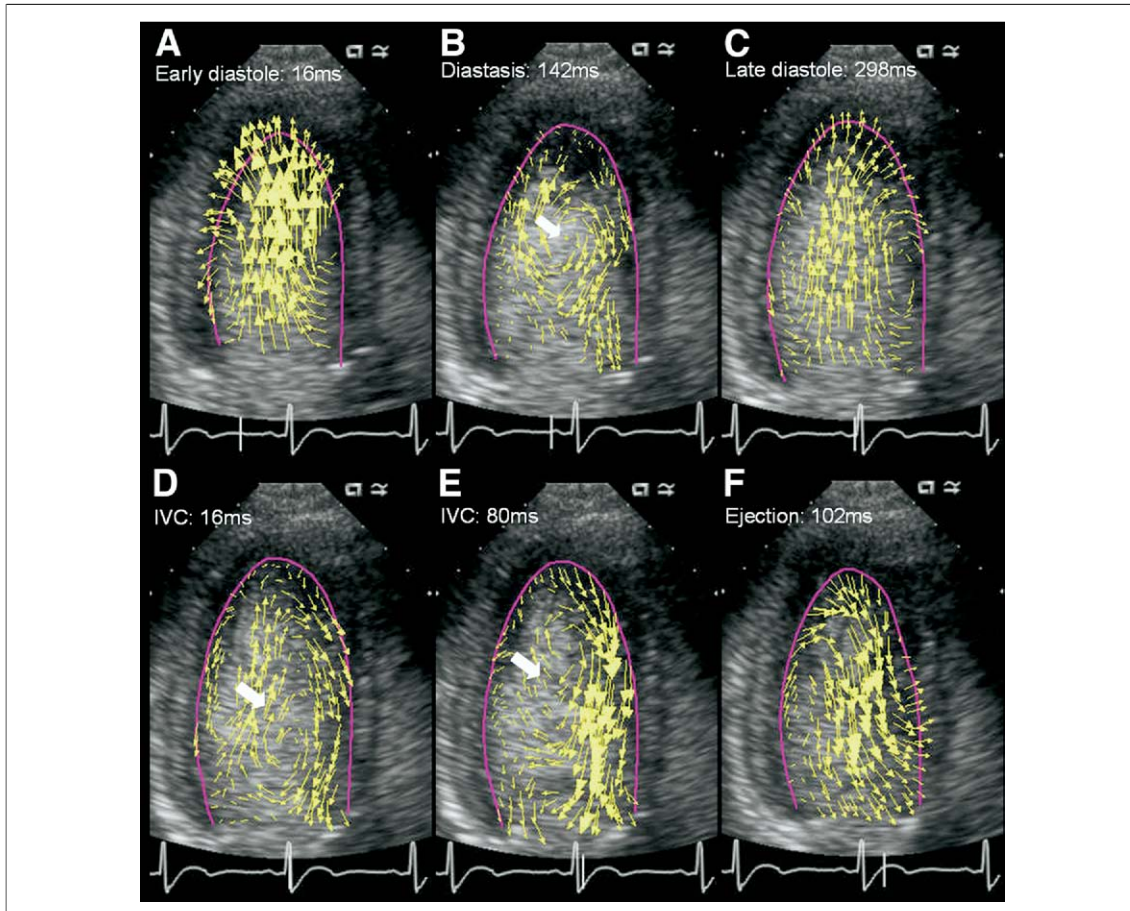 A
Early diastole: 16ms
B
Diastasis: 142ms
C
Late diastole: 298ms
D
IVC: 16ms
E
IVC: 80ms
F
Ejection: 102ms